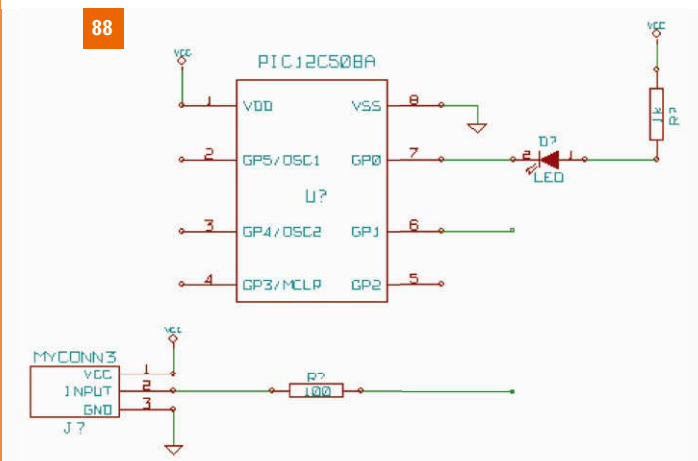 88
VCC
VCC
PIC12C508A
1
VDD
VSS
8
1K
R?
2
GP5/OSC1
GP0
7
D?
2
1
LED
U?
3
GP4/OSC2
GP1
6
4
GP3/MCLR
GP2
5
VCC
MYCONN3
VCC
1
INPUT
2
GND
3
J?
R?
100